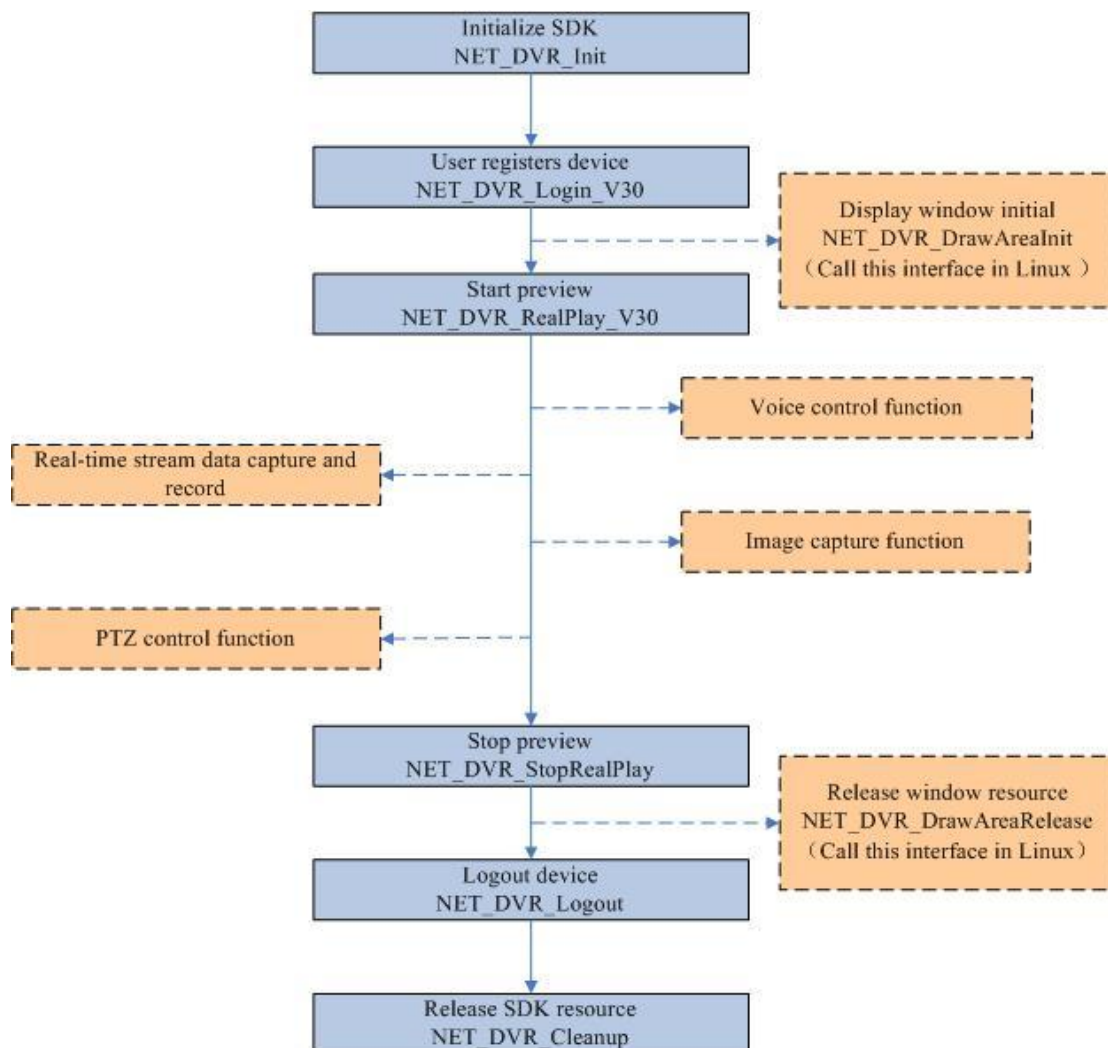 Initialize SDK
NET_DVR_Init
User registers device
NET_DVR_Login_V30
Display window initial
NET_DVR_DrawAreaInit
（Call this interface in Linux ）
Start preview
NET_DVR_RealPlay_V30
Voice control function
Real-time stream data capture and
record
Image capture function
PTZ control function
Stop preview
NET_DVR_StopRealPlay
Release window resource
NET_DVR_DrawAreaRelease
（Call this interface in Linux）
Logout device
NET_DVR_Logout
Release SDK resource
NET_DVR_Cleanup